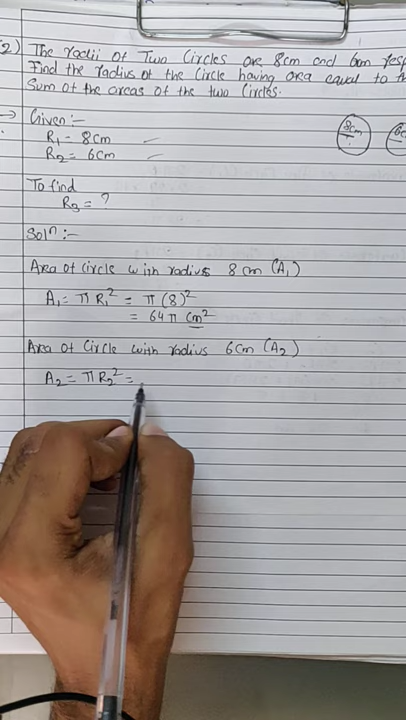 2) The radii of Two Circles are 8cm and 6cm resp
Find the radius of the Circle having area equal to th
Sum of the areas of the two Circles.
→ Given :-
R₁ = 8cm
R₂ = 6cm
8cm
6c
To find
R₃ = ?
Solⁿ :-
Area of circle with radius 8 cm (A₁)
A₁ = π R₁² = π (8)²
= 64 π cm²
Area of Circle with radius 6cm (A₂)
A₂ = π R₂² =